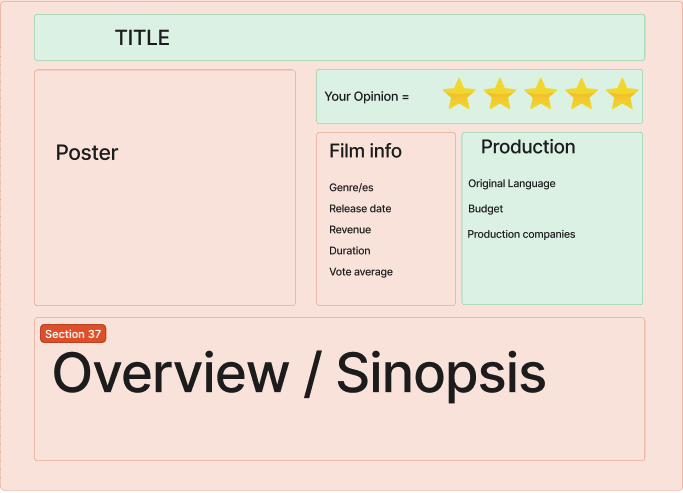 TITLE
Poster
Your Opinion =
Film info
Genre/es
Release date
Revenue
Duration
Vote average
Production
Original Language
Budget
Production companies
Section 37
Overview / Sinopsis